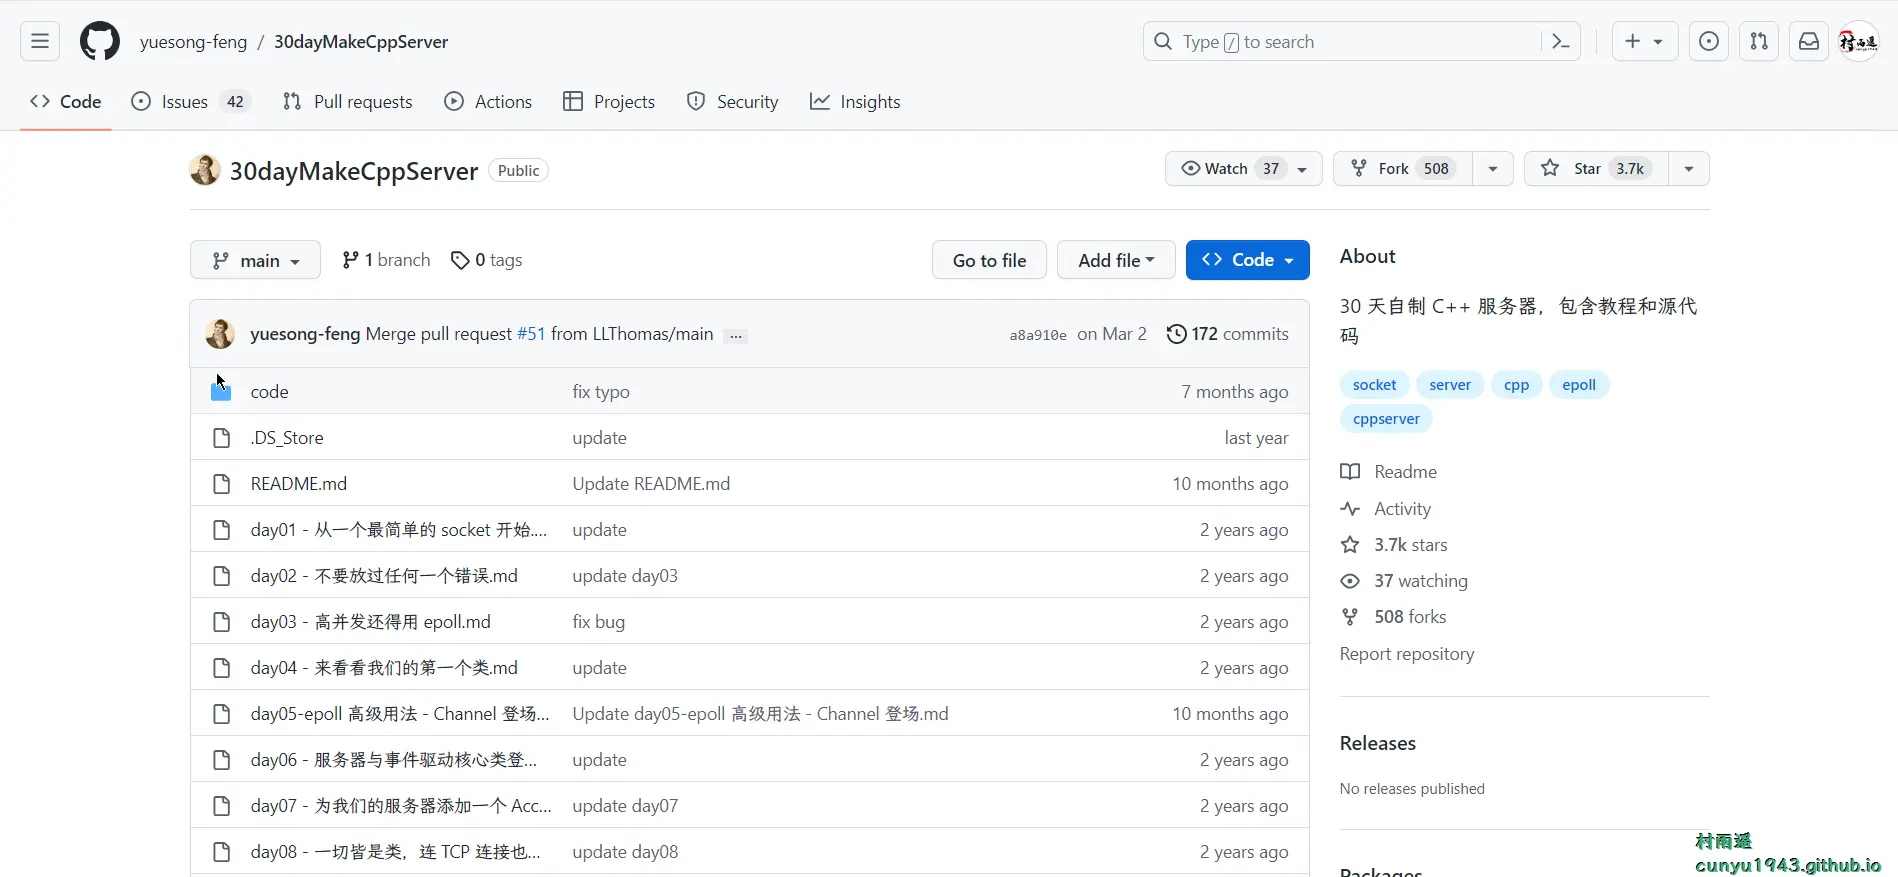 yuesong-feng / 30dayMakeCppServer
Type / to search
Code Issues 42 Pull requests Actions Projects Security Insights
30dayMakeCppServer Public
Watch 37 Fork 508 Star 3.7k
main 1 branch 0 tags Go to file Add file Code
yuesong-feng Merge pull request #51 from LLThomas/main ... a8a910e on Mar 2 172 commits
code fix typo 7 months ago
.DS_Store update last year
README.md Update README.md 10 months ago
day01 - 从一个最简单的 socket 开始.... update 2 years ago
day02 - 不要放过任何一个错误.md update day03 2 years ago
day03 - 高并发还得用 epoll.md fix bug 2 years ago
day04 - 来看看我们的第一个类.md update 2 years ago
day05-epoll 高级用法 - Channel 登场... Update day05-epoll 高级用法 - Channel 登场.md 10 months ago
day06 - 服务器与事件驱动核心类登... update 2 years ago
day07 - 为我们的服务器添加一个 Acc... update day07 2 years ago
day08 - 一切皆是类，连 TCP 连接也... update day08 2 years ago
About
30 天自制 C++ 服务器，包含教程和源代
码
socket server cpp epoll
cppserver
Readme
Activity
3.7k stars
37 watching
508 forks
Report repository
Releases
No releases published
Packages
村雨遥
cunyu1943.github.io